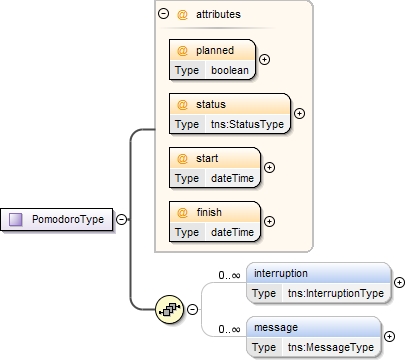 @ attributes
@ planned
Type boolean
@ status
Type tns:StatusType
@ start
Type dateTime
@ finish
Type dateTime
PomodoroType
0..∞ interruption
Type tns:InterruptionType
0..∞ message
Type tns:MessageType